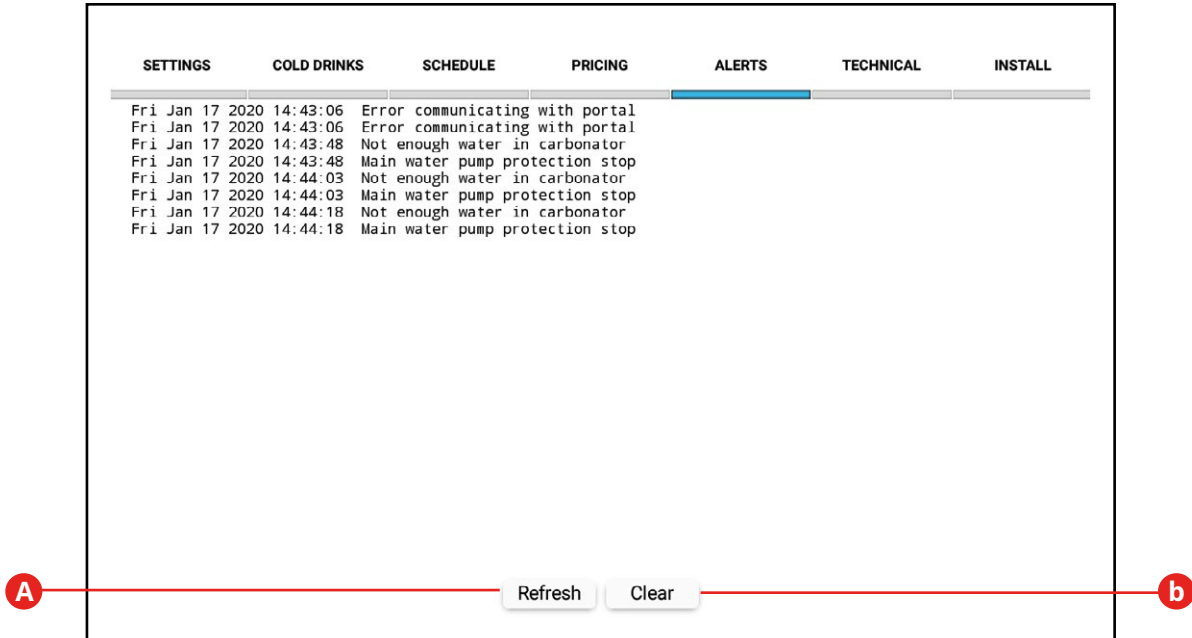 SETTINGS COLD DRINKS SCHEDULE PRICING ALERTS TECHNICAL INSTALL
Fri Jan 17 2020 14:43:06 Error communicating with portal
Fri Jan 17 2020 14:43:06 Error communicating with portal
Fri Jan 17 2020 14:43:48 Not enough water in carbonator
Fri Jan 17 2020 14:43:48 Main water pump protection stop
Fri Jan 17 2020 14:44:03 Not enough water in carbonator
Fri Jan 17 2020 14:44:03 Main water pump protection stop
Fri Jan 17 2020 14:44:18 Not enough water in carbonator
Fri Jan 17 2020 14:44:18 Main water pump protection stop
A Refresh Clear b